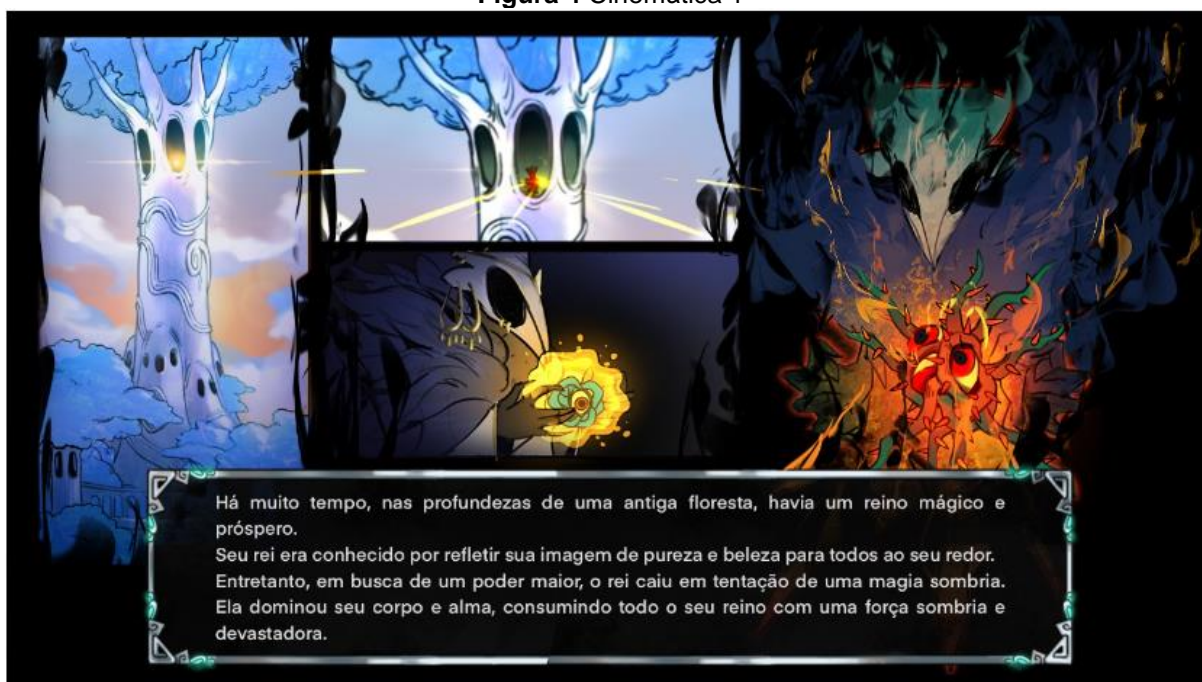 Figura 4 Cinemática 1
Há muito tempo, nas profundezas de uma antiga floresta, havia um reino mágico e
próspero.
Seu rei era conhecido por refletir sua imagem de pureza e beleza para todos ao seu redor.
Entretanto, em busca de um poder maior, o rei caiu em tentação de uma magia sombria.
Ela dominou seu corpo e alma, consumindo todo o seu reino com uma força sombria e
devastadora.